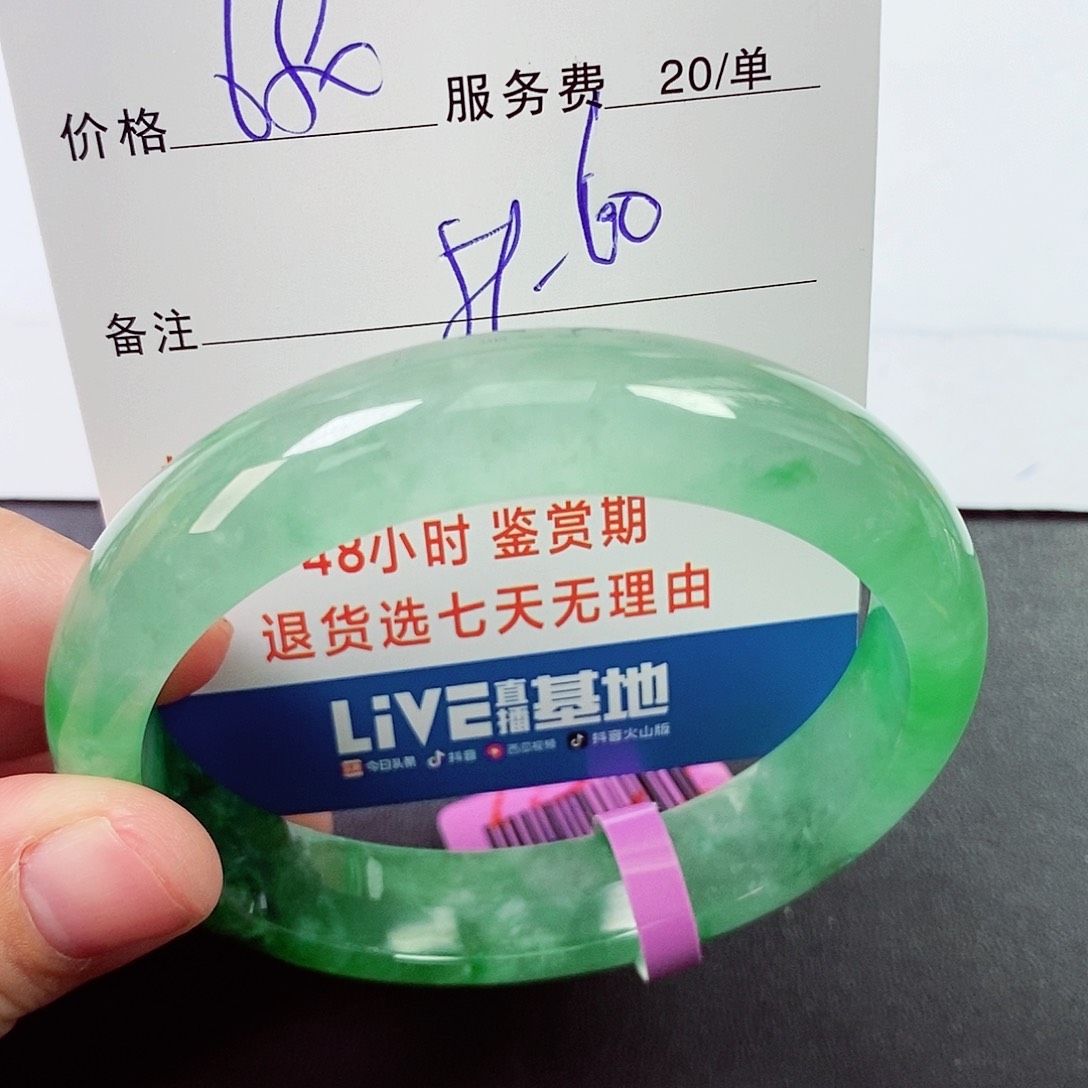 价格 680 服务费 20/单
备注
48小时 鉴赏期
退货选七天无理由
LiVE直播基地
今日头条 抖音 西瓜视频 抖音火山版